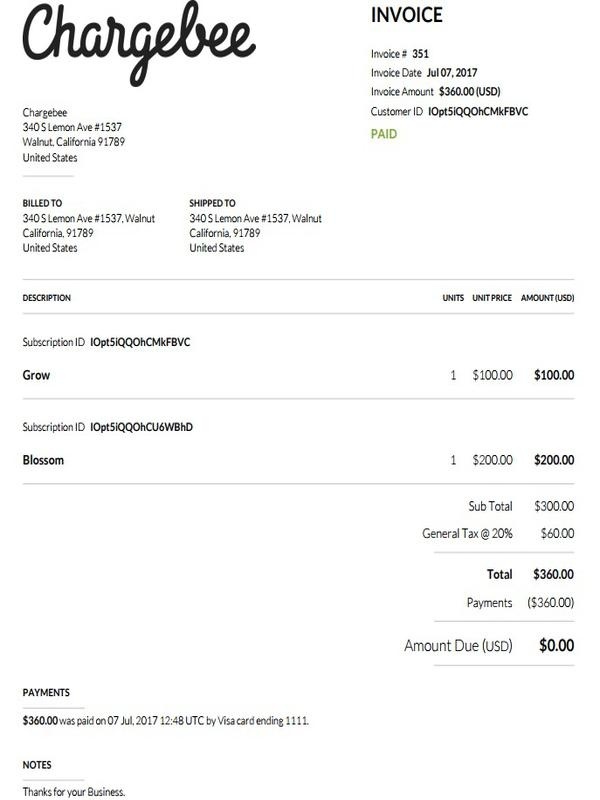 Chargebee
INVOICE
Invoice # 351
Invoice Date Jul 07, 2017
Invoice Amount $360.00 (USD)
Customer ID IOpt5iQQOhCMkFBVC
PAID
Chargebee
340 S Lemon Ave #1537
Walnut, California 91789
United States
BILLED TO
340 S Lemon Ave #1537, Walnut
California, 91789
United States
SHIPPED TO
340 S Lemon Ave #1537, Walnut
California, 91789
United States
DESCRIPTION UNITS UNIT PRICE AMOUNT (USD)
Subscription ID IOpt5iQQOhCMkFBVC
Grow 1 $100.00 $100.00
Subscription ID IOpt5iQQOhCU6WBhD
Blossom 1 $200.00 $200.00
Sub Total $300.00
General Tax @ 20% $60.00
Total $360.00
Payments ($360.00)
Amount Due (USD) $0.00
PAYMENTS
$360.00 was paid on 07 Jul, 2017 12:48 UTC by Visa card ending 1111.
NOTES
Thanks for your Business.